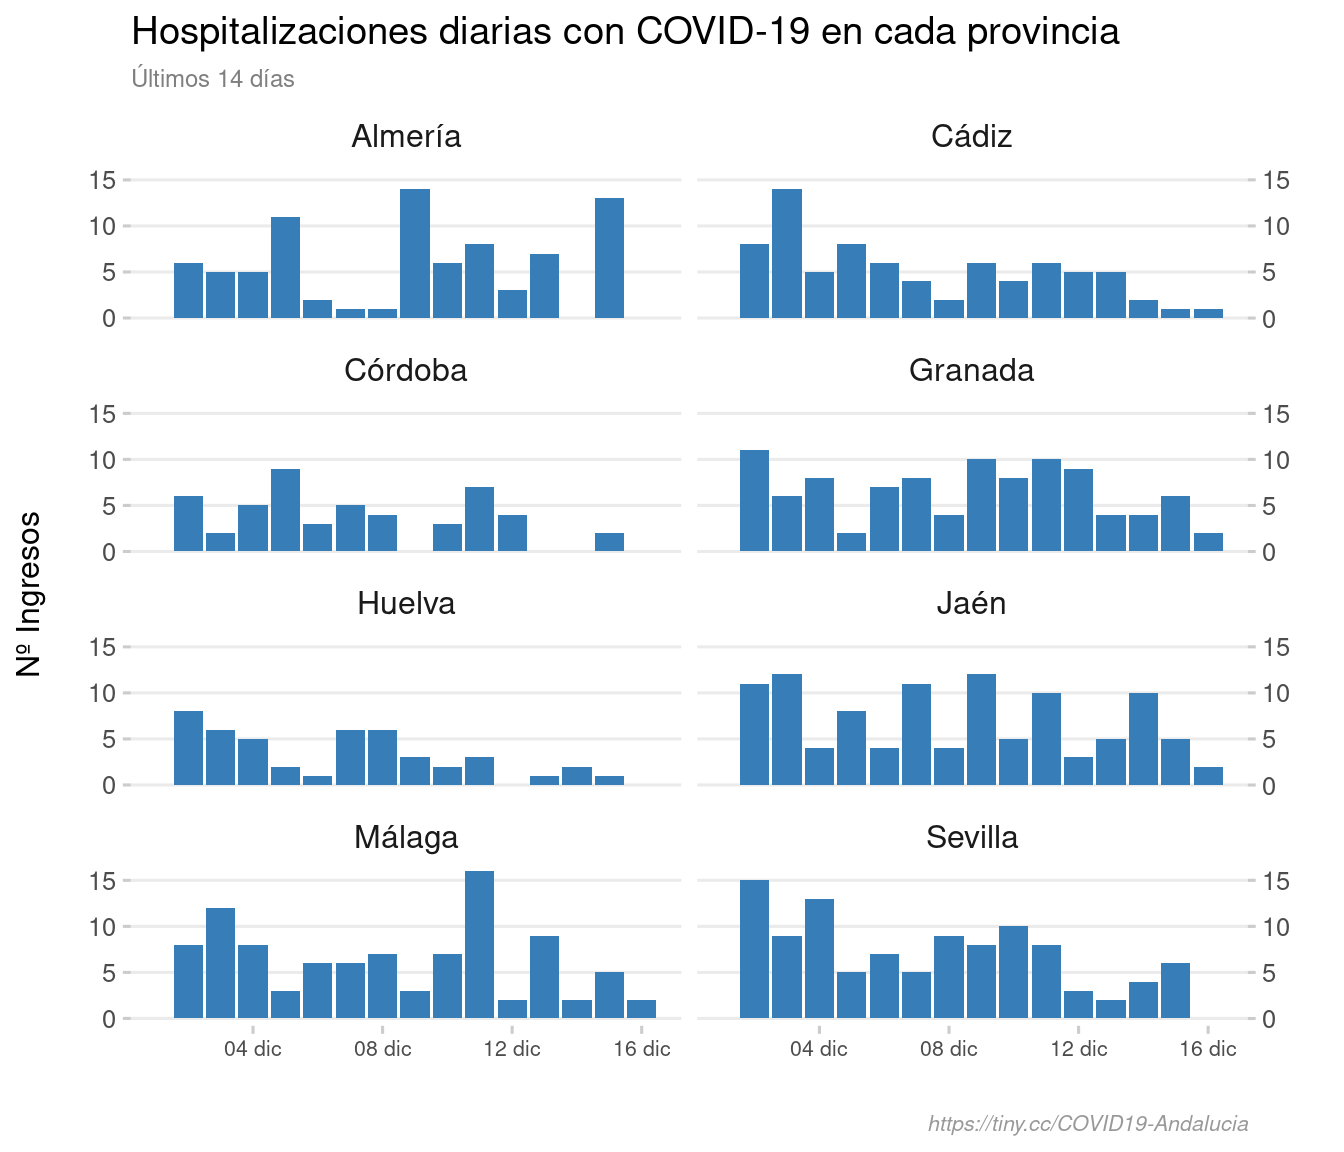 Hospitalizaciones diarias con COVID-19 en cada provincia
Últimos 14 días
Almería
Cádiz
15
10
5
0
15
10
5
0
Córdoba
Granada
15
10
5
0
15
10
5
0
Nº Ingresos
Huelva
Jaén
15
10
5
0
15
10
5
0
Málaga
Sevilla
15
10
5
0
15
10
5
0
04 dic 08 dic 12 dic 16 dic
04 dic 08 dic 12 dic 16 dic
https://tiny.cc/COVID19-Andalucia